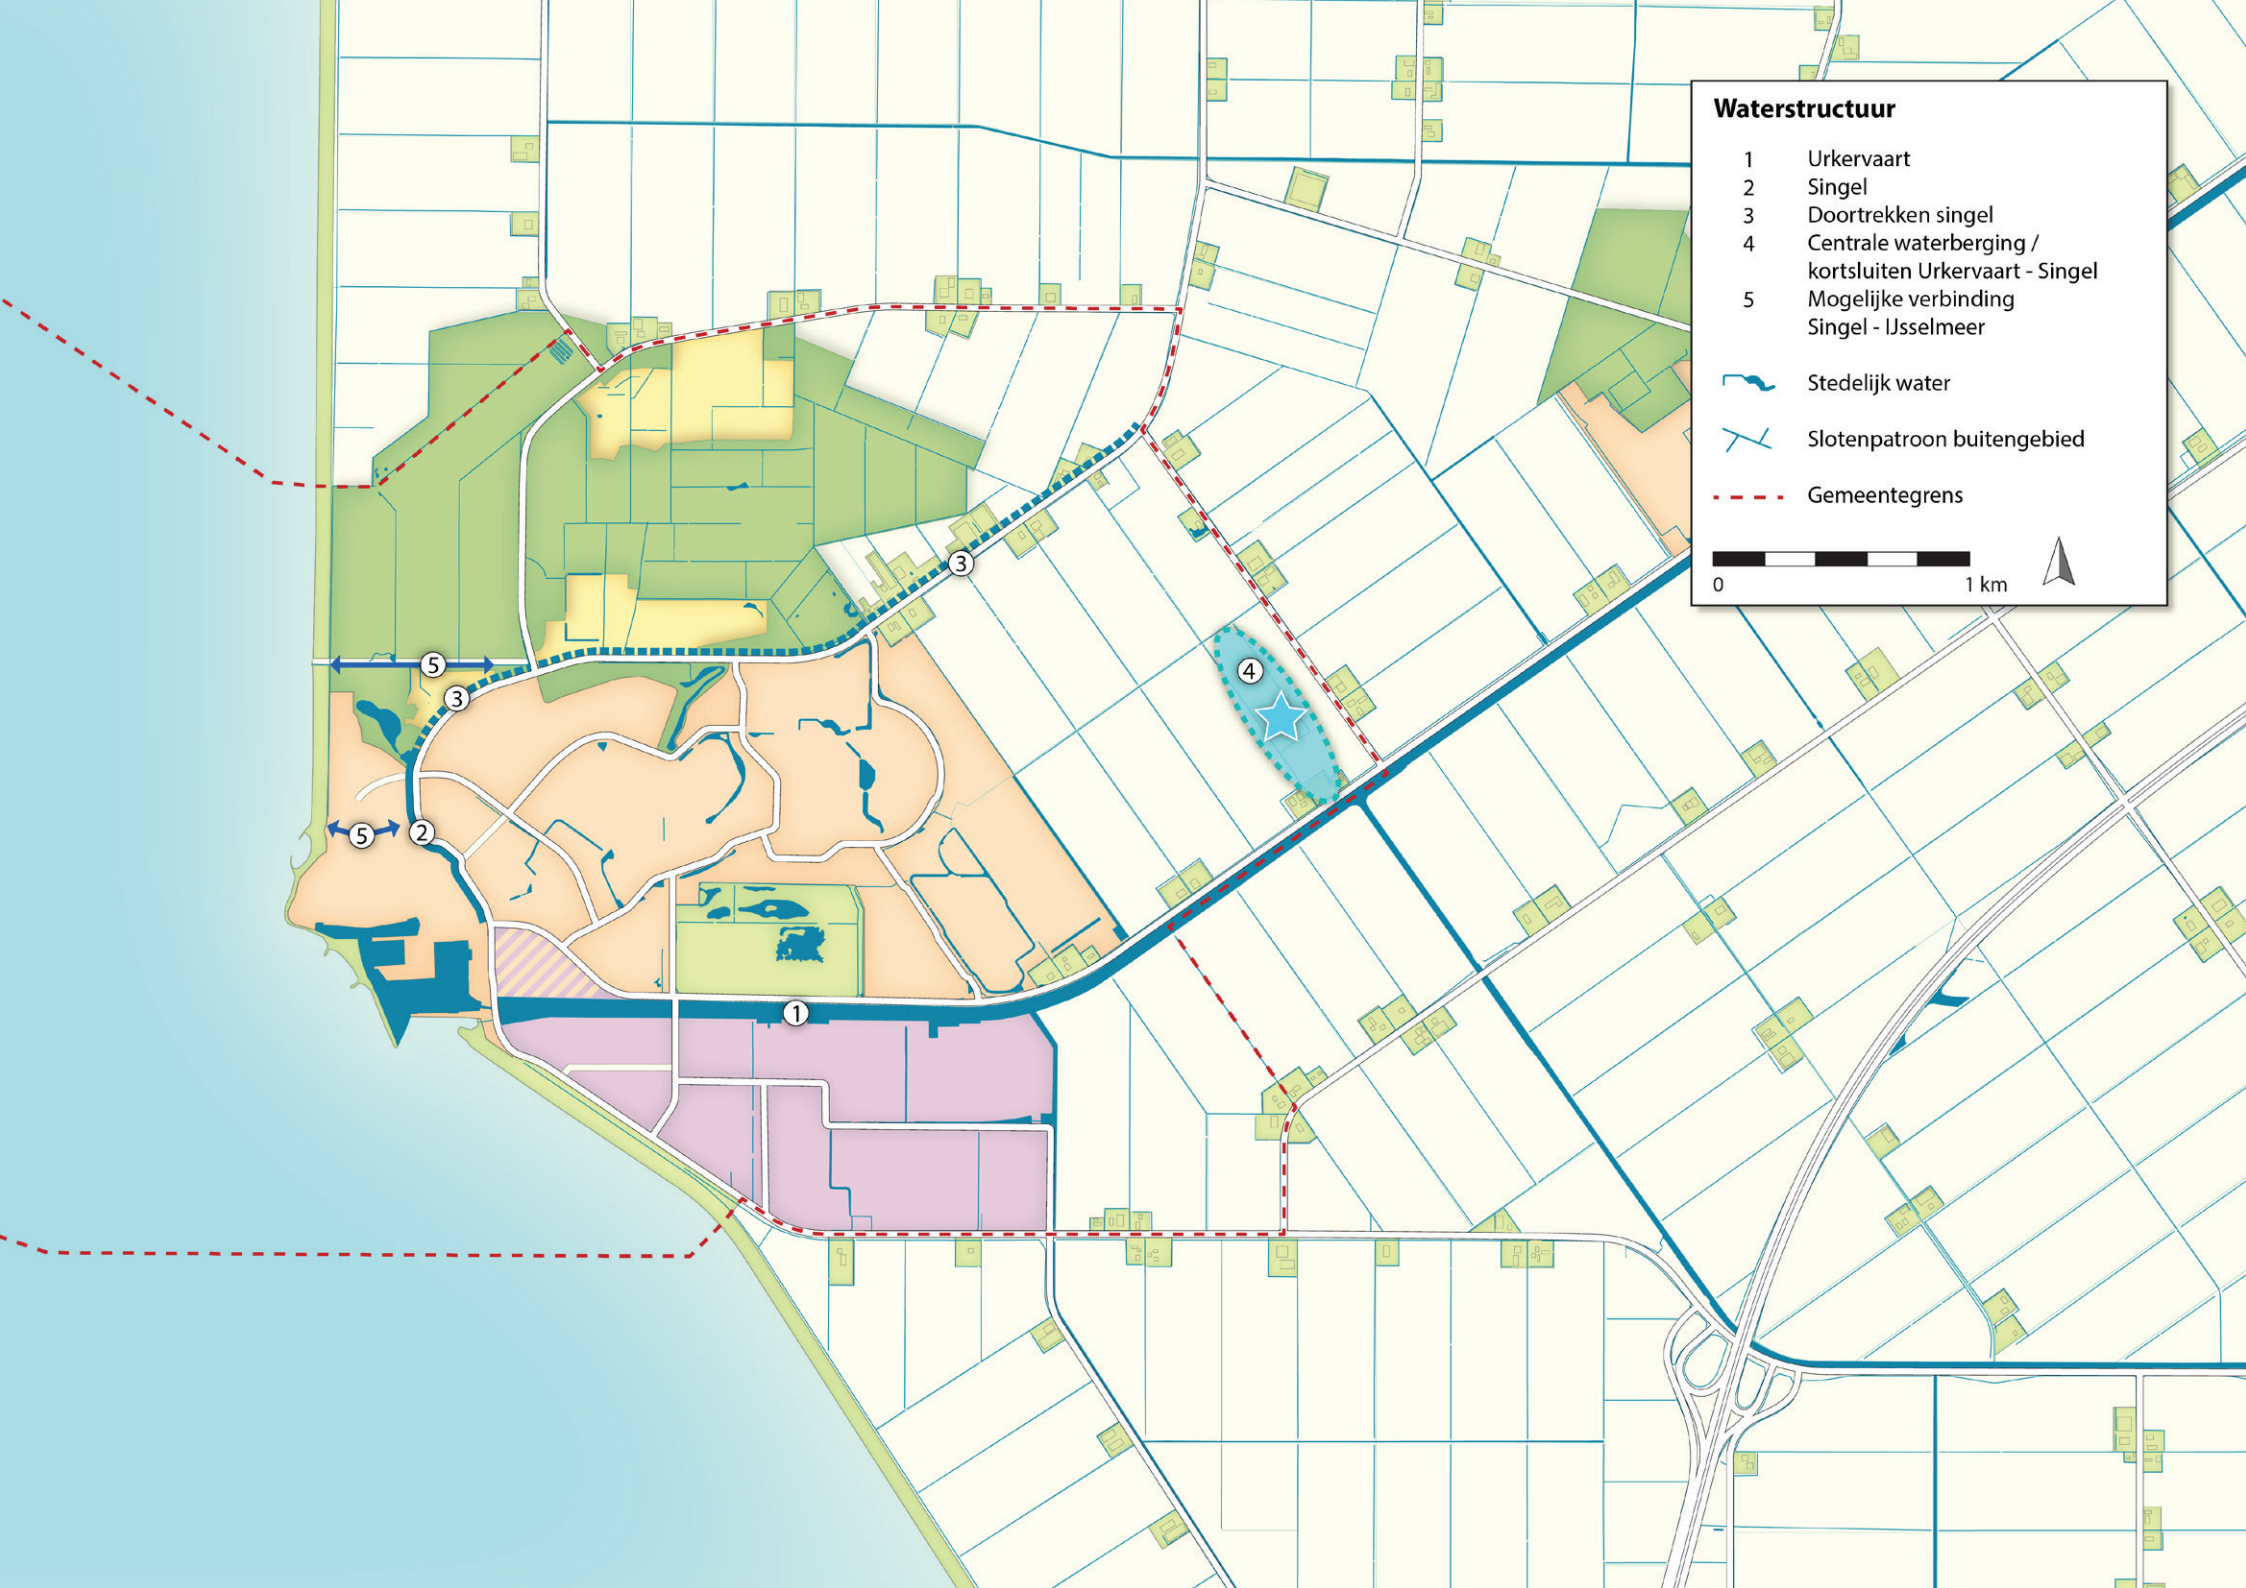 Waterstructuur
1 Urkervaart
2 Singel
3 Doortrekken singel
4 Centrale waterberging /
kortsluiten Urkervaart - Singel
5 Mogelijke verbinding
Singel - IJsselmeer
Stedelijk water
Slotenpatroon buitengebied
Gemeentegrens
0 1 km
3
5
3
4
5
2
1